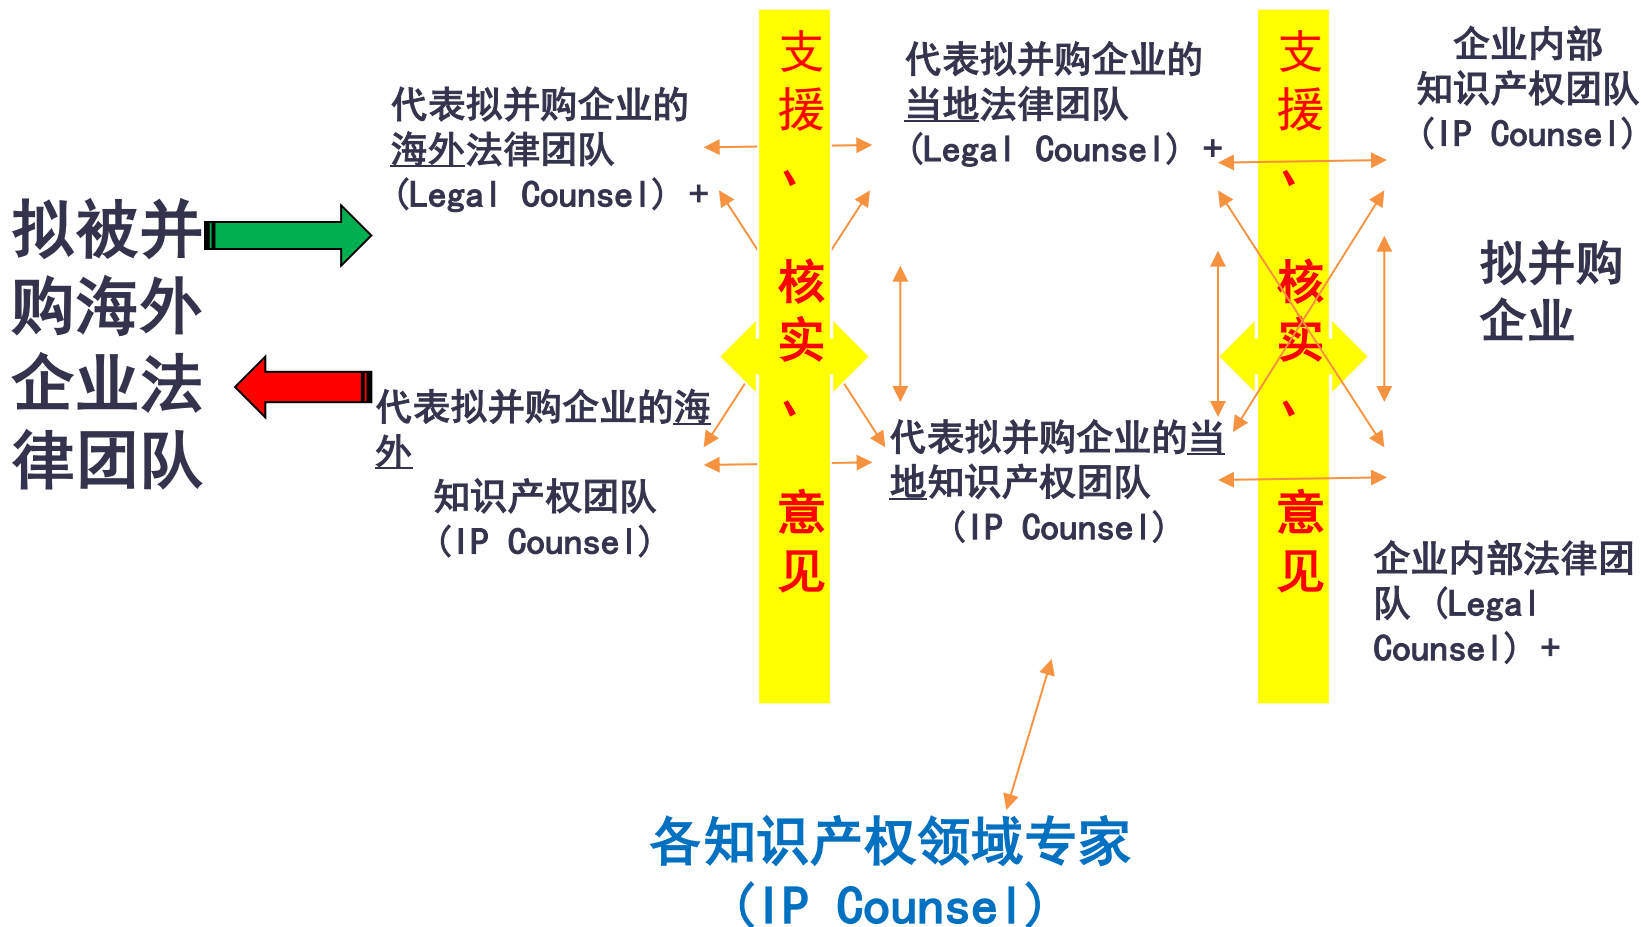 拟被并
购海外
企业法
律团队
代表拟并购企业的
海外法律团队
(Legal Counsel) +
代表拟并购企业的海
外
知识产权团队
(IP Counsel)
支
援
、
核
实
、
意
见
代表拟并购企业的
当地法律团队
(Legal Counsel) +
代表拟并购企业的当
地知识产权团队
(IP Counsel)
支
援
、
核
实
、
意
见
企业内部
知识产权团队
(IP Counsel)
拟并购
企业
企业内部法律团
队 (Legal
Counsel) +
各知识产权领域专家
(IP Counsel)